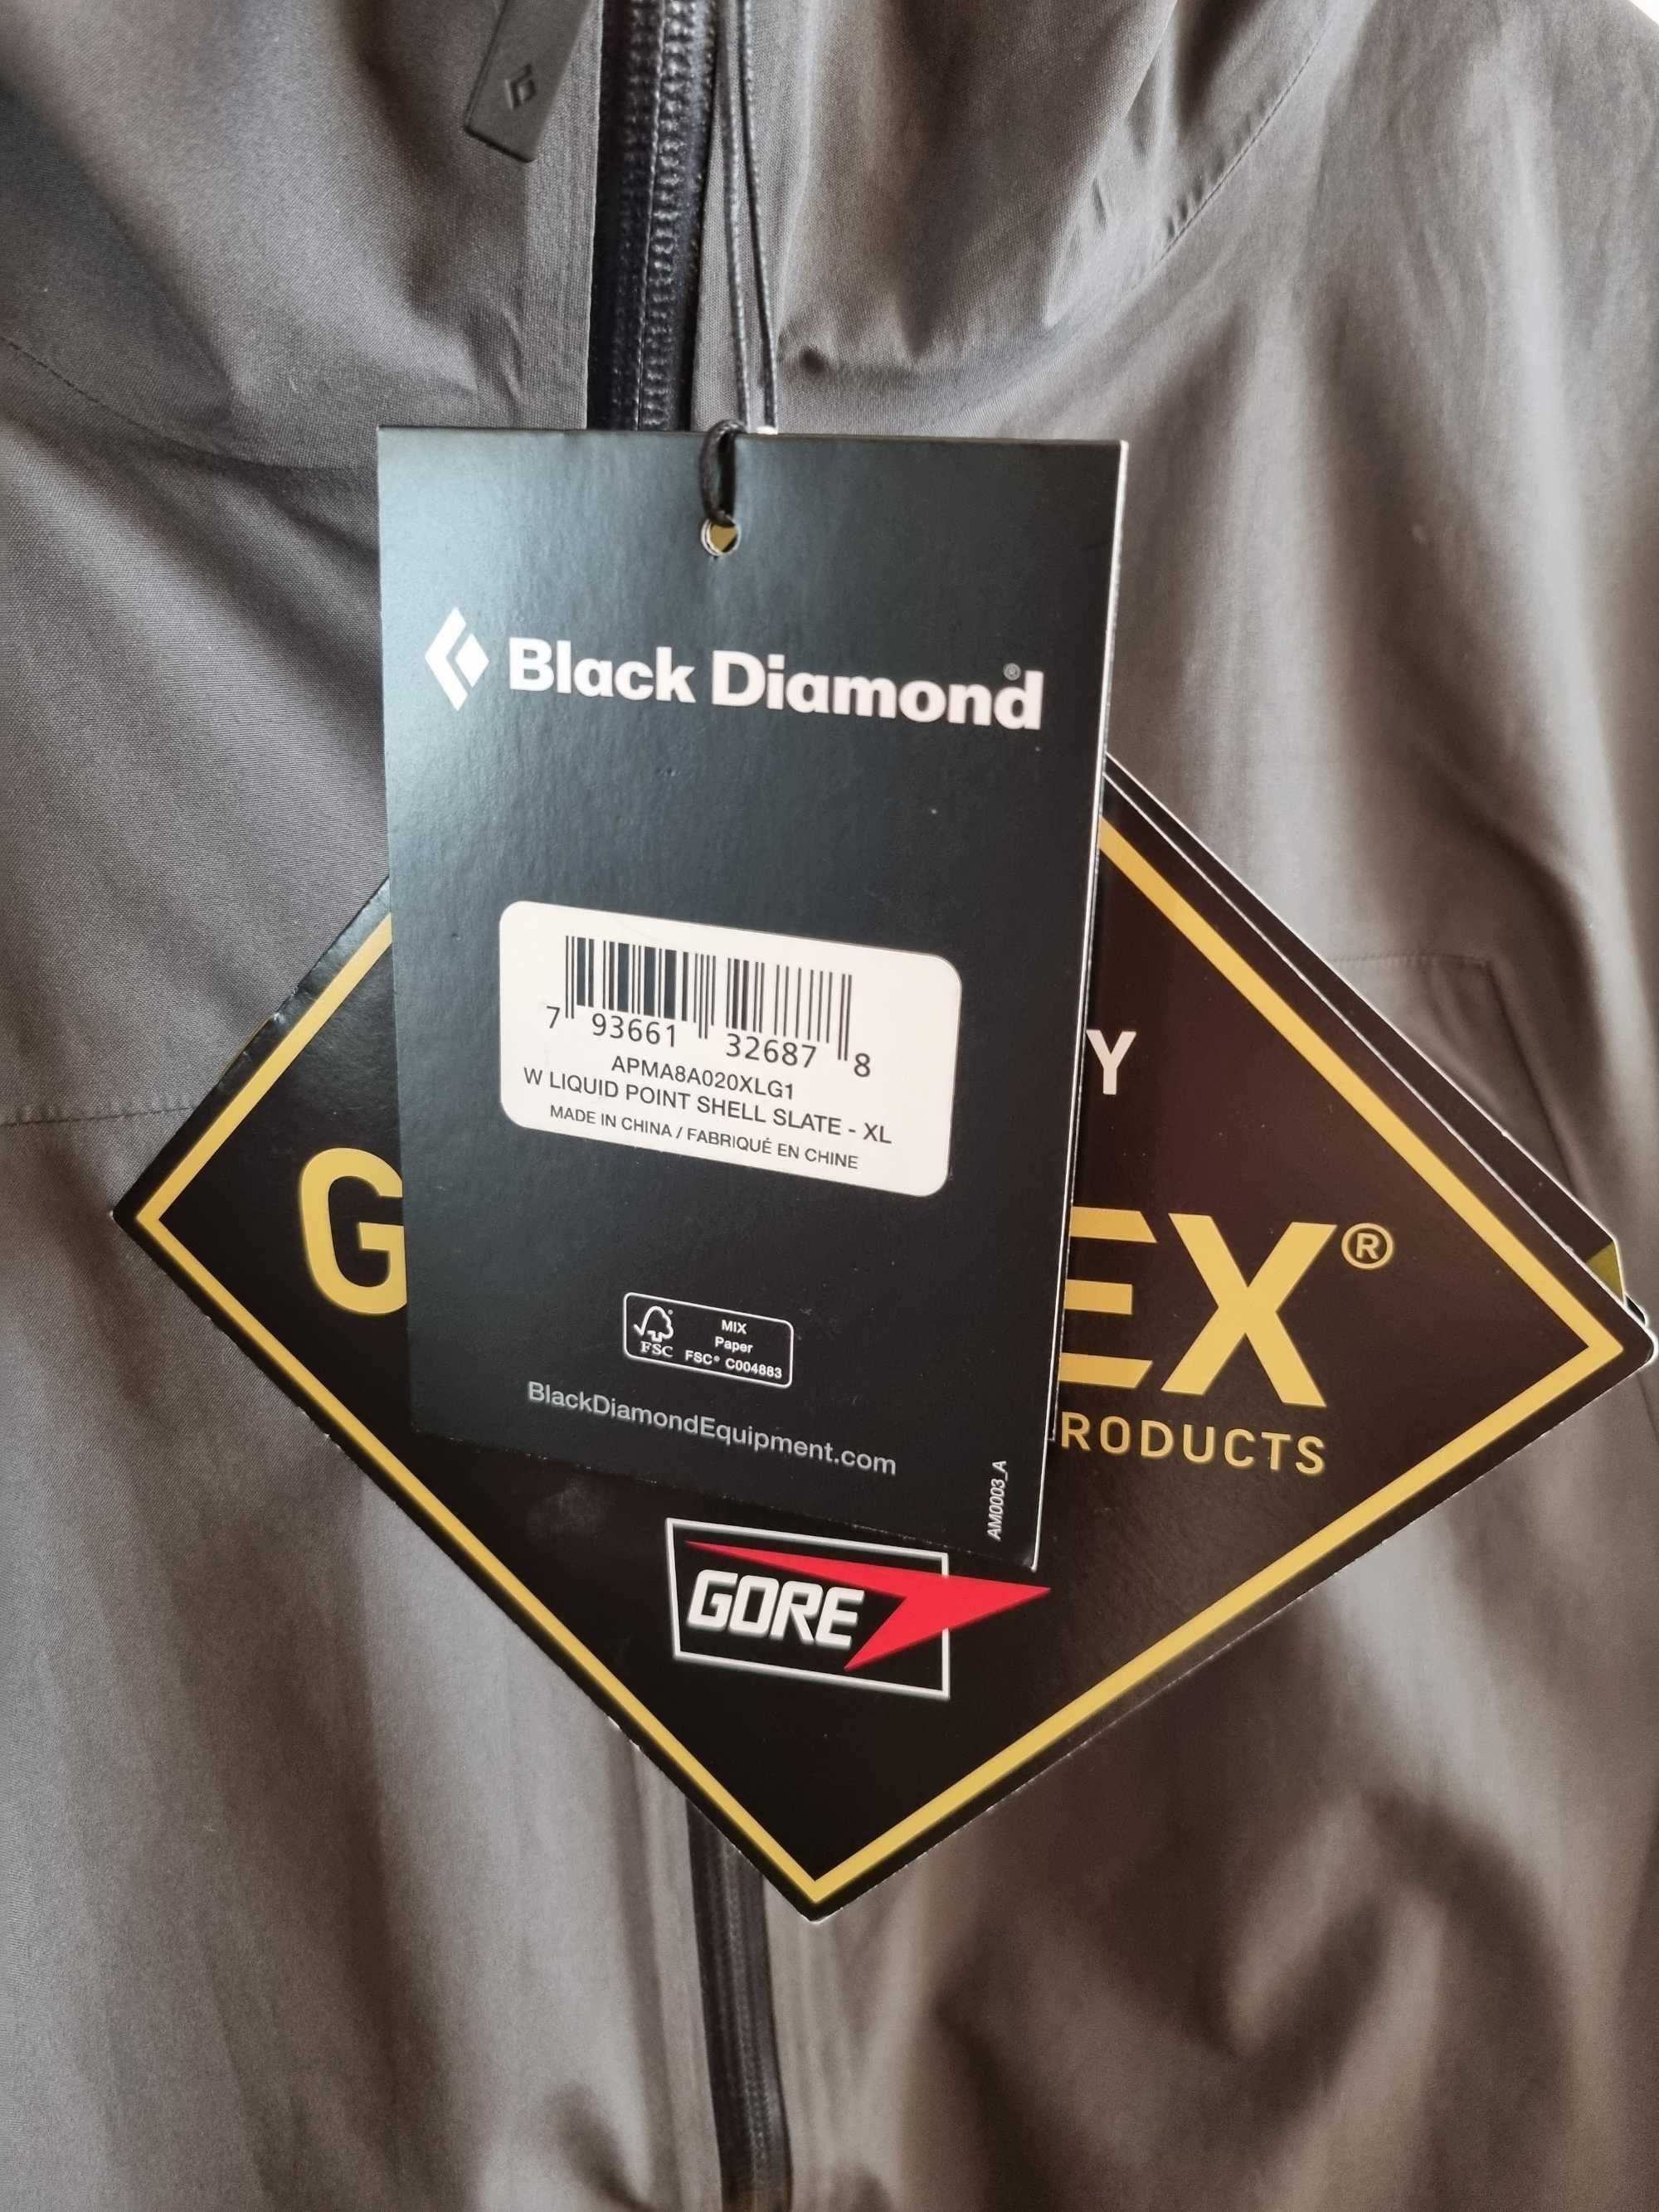 Black Diamond®
7 93661 32687 8
APMA8A020XLG1
W LIQUID POINT SHELL SLATE - XL
MADE IN CHINA / FABRIQUÉ EN CHINE
MIX
Paper
FSC FSC® C004883
BlackDiamondEquipment.com
AM0003_A
Y
G EX®
RODUCTS
GORE